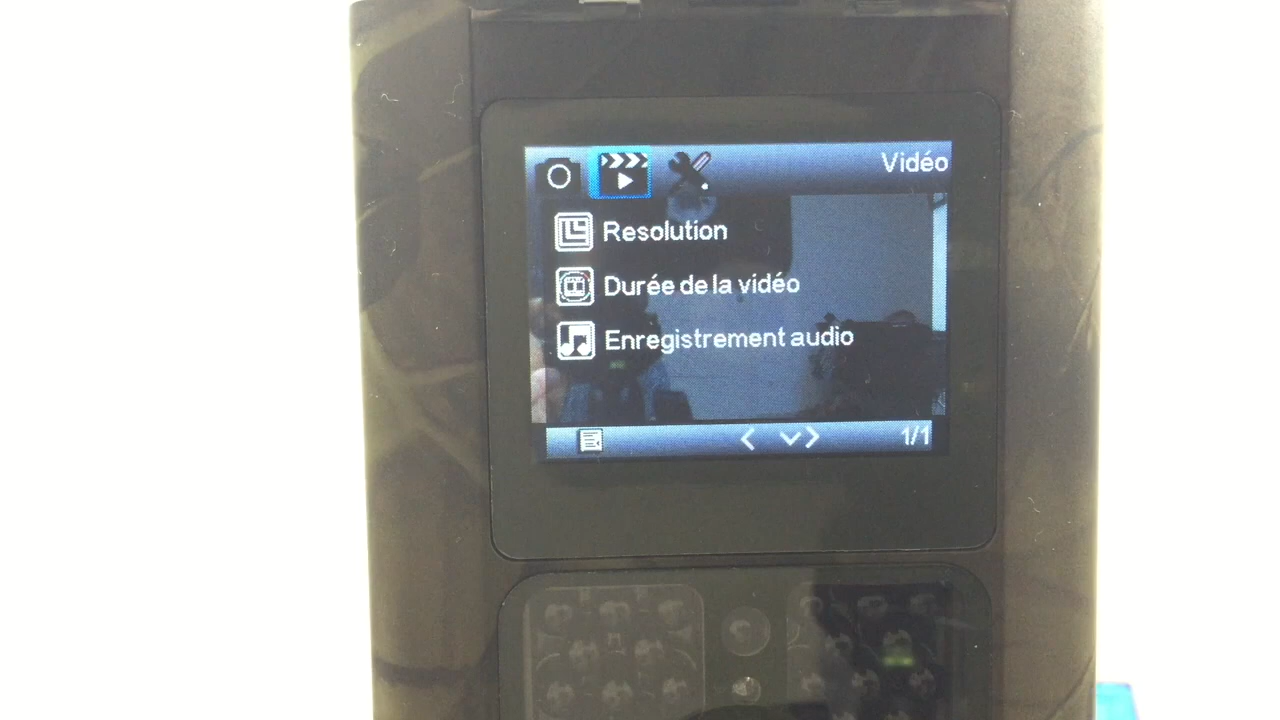 Vidéo
Resolution
Durée de la vidéo
Enregistrement audio
1/1